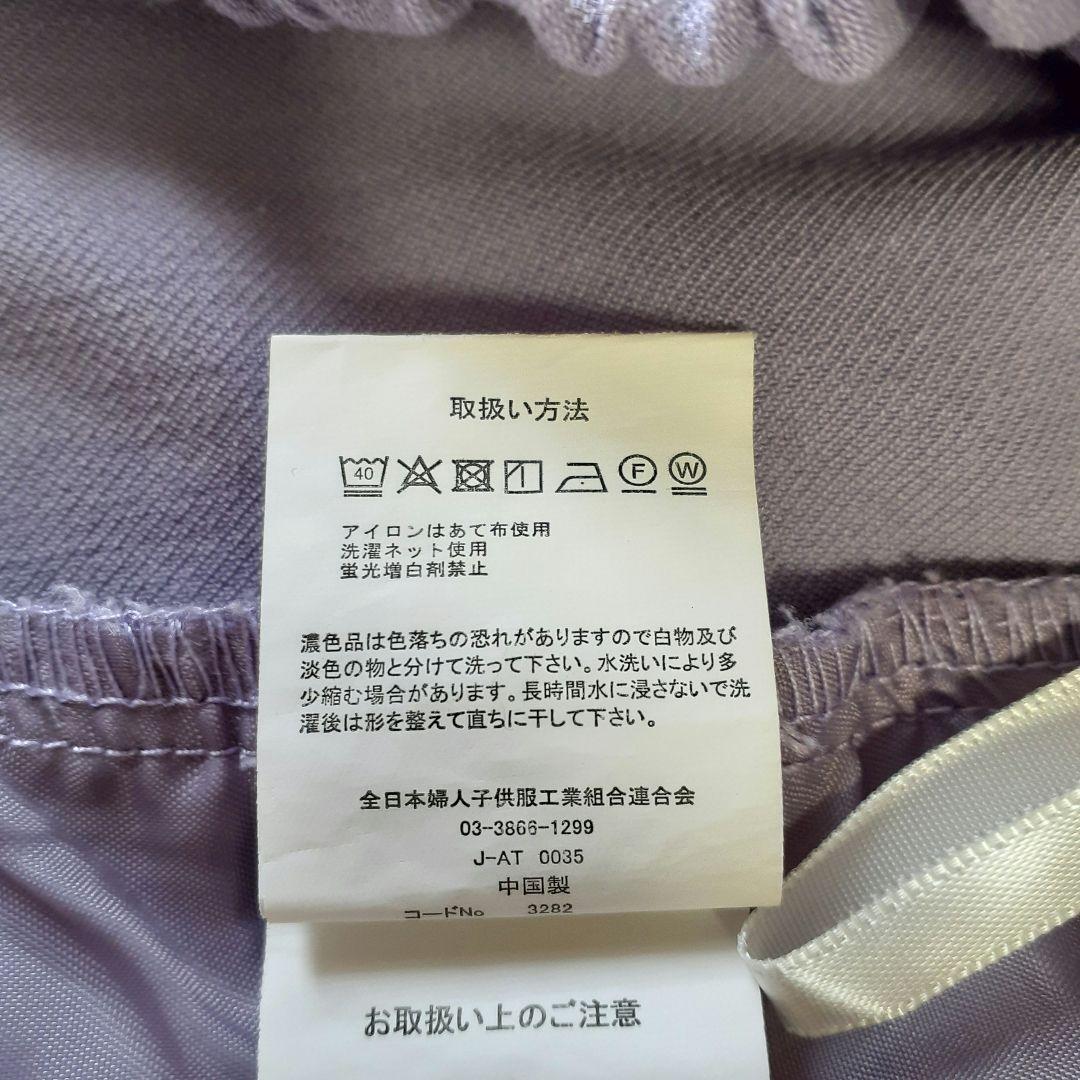 取扱い方法
40 F W
アイロンはあて布使用
洗濯ネット使用
蛍光増白剤禁止
濃色品は色落ちの恐れがありますので白物及び
淡色の物と分けて洗って下さい。水洗いにより多
少縮む場合があります。長時間水に浸さないで洗
濯後は形を整えて直ちに干して下さい。
全日本婦人子供服工業組合連合会
03-3866-1299
J-AT 0035
中国製
コードNo 3282
お取扱い上のご注意